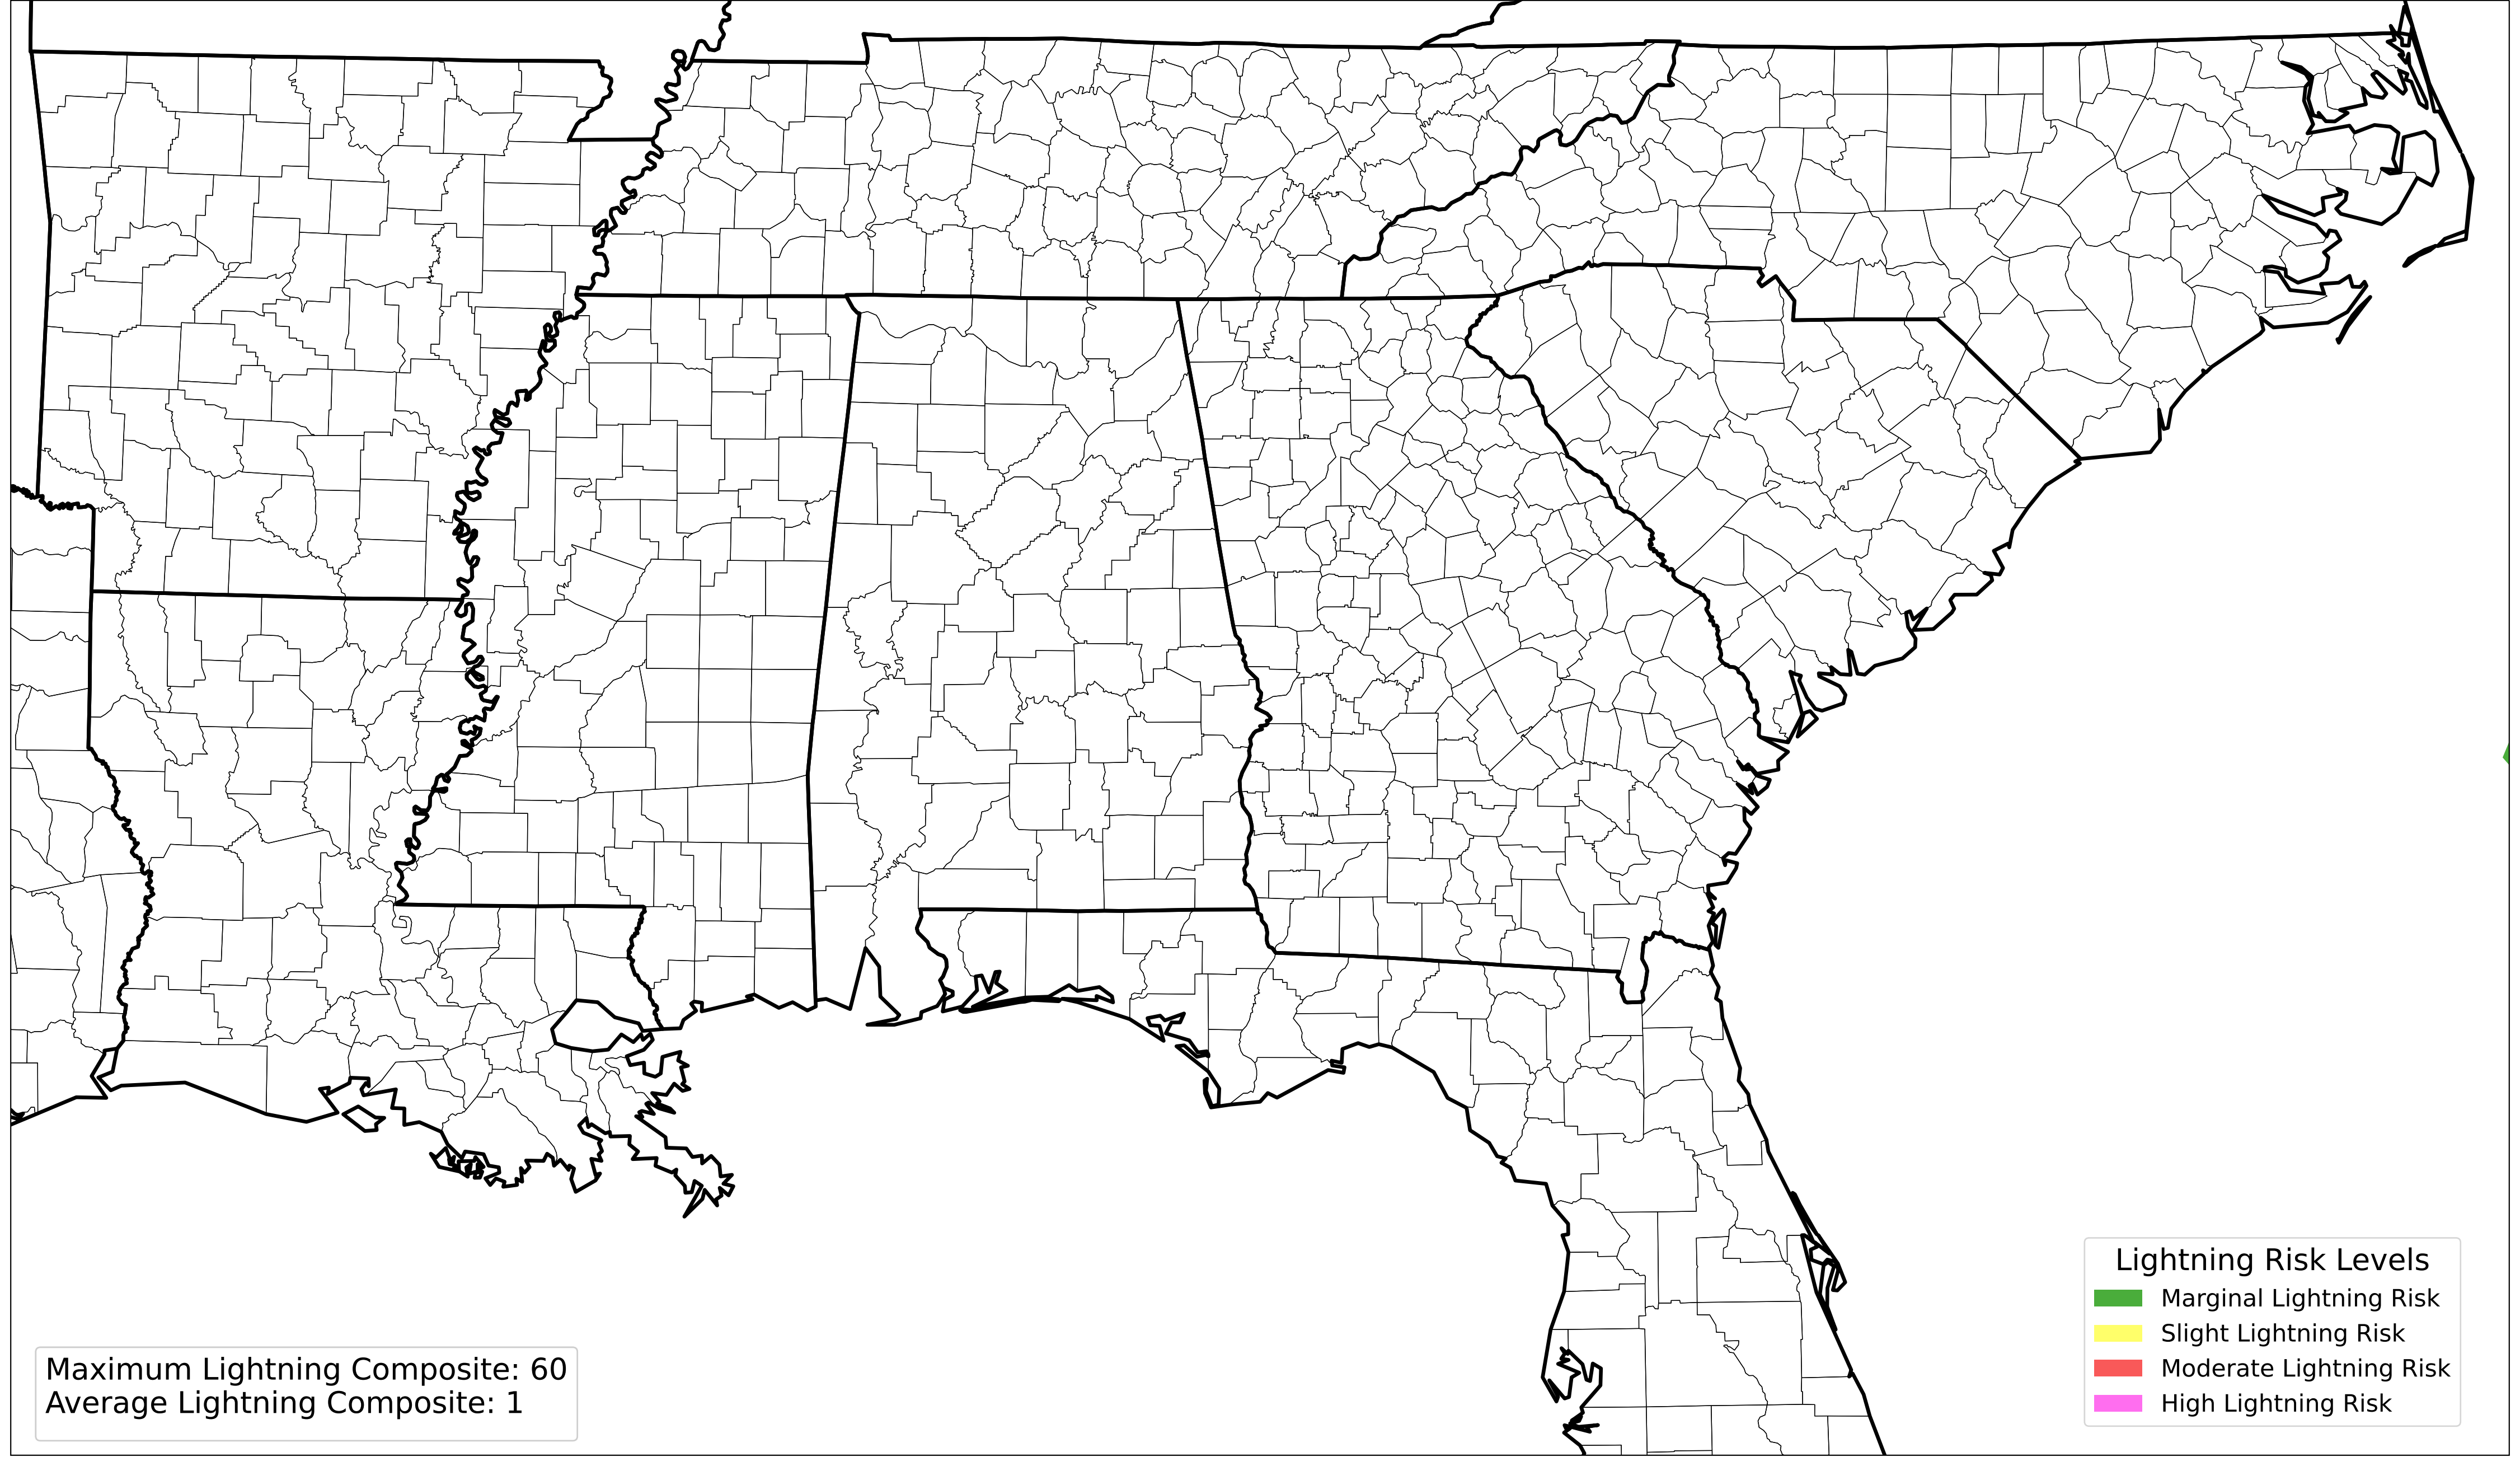 Maximum Lightning Composite: 60
Average Lightning Composite: 1
Lightning Risk Levels
Marginal Lightning Risk
Slight Lightning Risk
Moderate Lightning Risk
High Lightning Risk